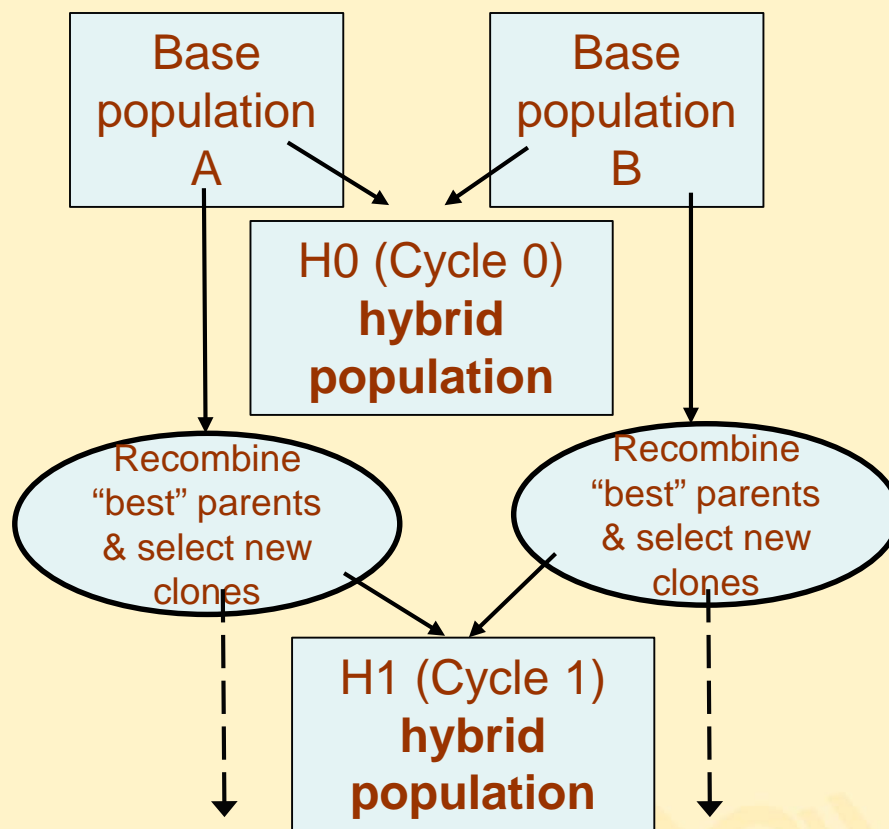 Base
population
A
Base
population
B
H0 (Cycle 0)
hybrid
population
Recombine
“best” parents
& select new
clones
Recombine
“best” parents
& select new
clones
H1 (Cycle 1)
hybrid
population